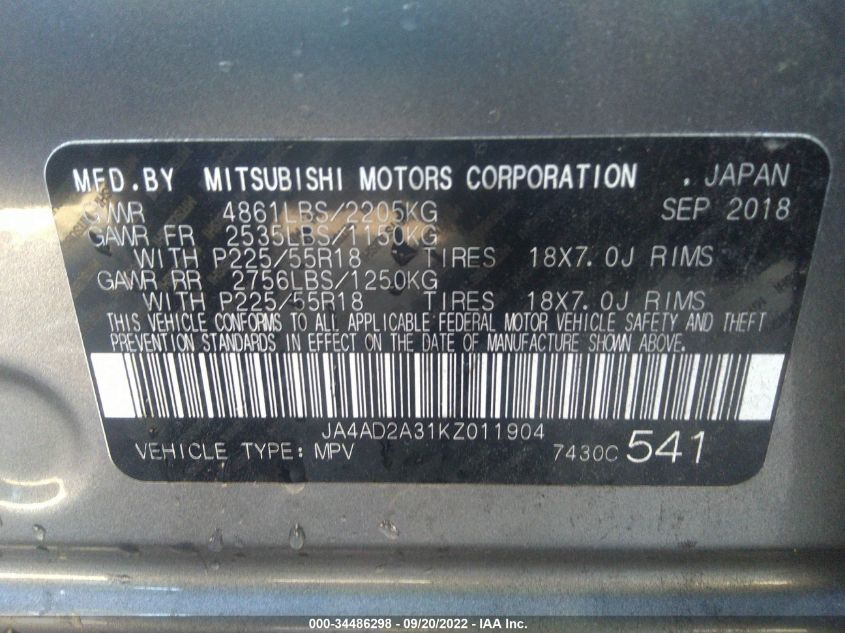 MFD.BY MITSUBISHI MOTORS CORPORATION . JAPAN
GVWR 4861LBS/2205KG SEP 2018
GAWR FR 2535LBS/1150KG
WITH P225/55R18 TIRES 18X7.0J RIMS
GAWR RR 2756LBS/1250KG
WITH P225/55R18 TIRES 18X7.0J RIMS
THIS VEHICLE CONFORMS TO ALL APPLICABLE FEDERAL MOTOR VEHICLE SAFETY AND THEFT
PREVENTION STANDARDS IN EFFECT ON THE DATE OF MANUFACTURE SHOWN ABOVE.
JA4AD2A31KZ011904
VEHICLE TYPE: MPV 7430C 541
000-34486298 - 09/20/2022 - IAA Inc.